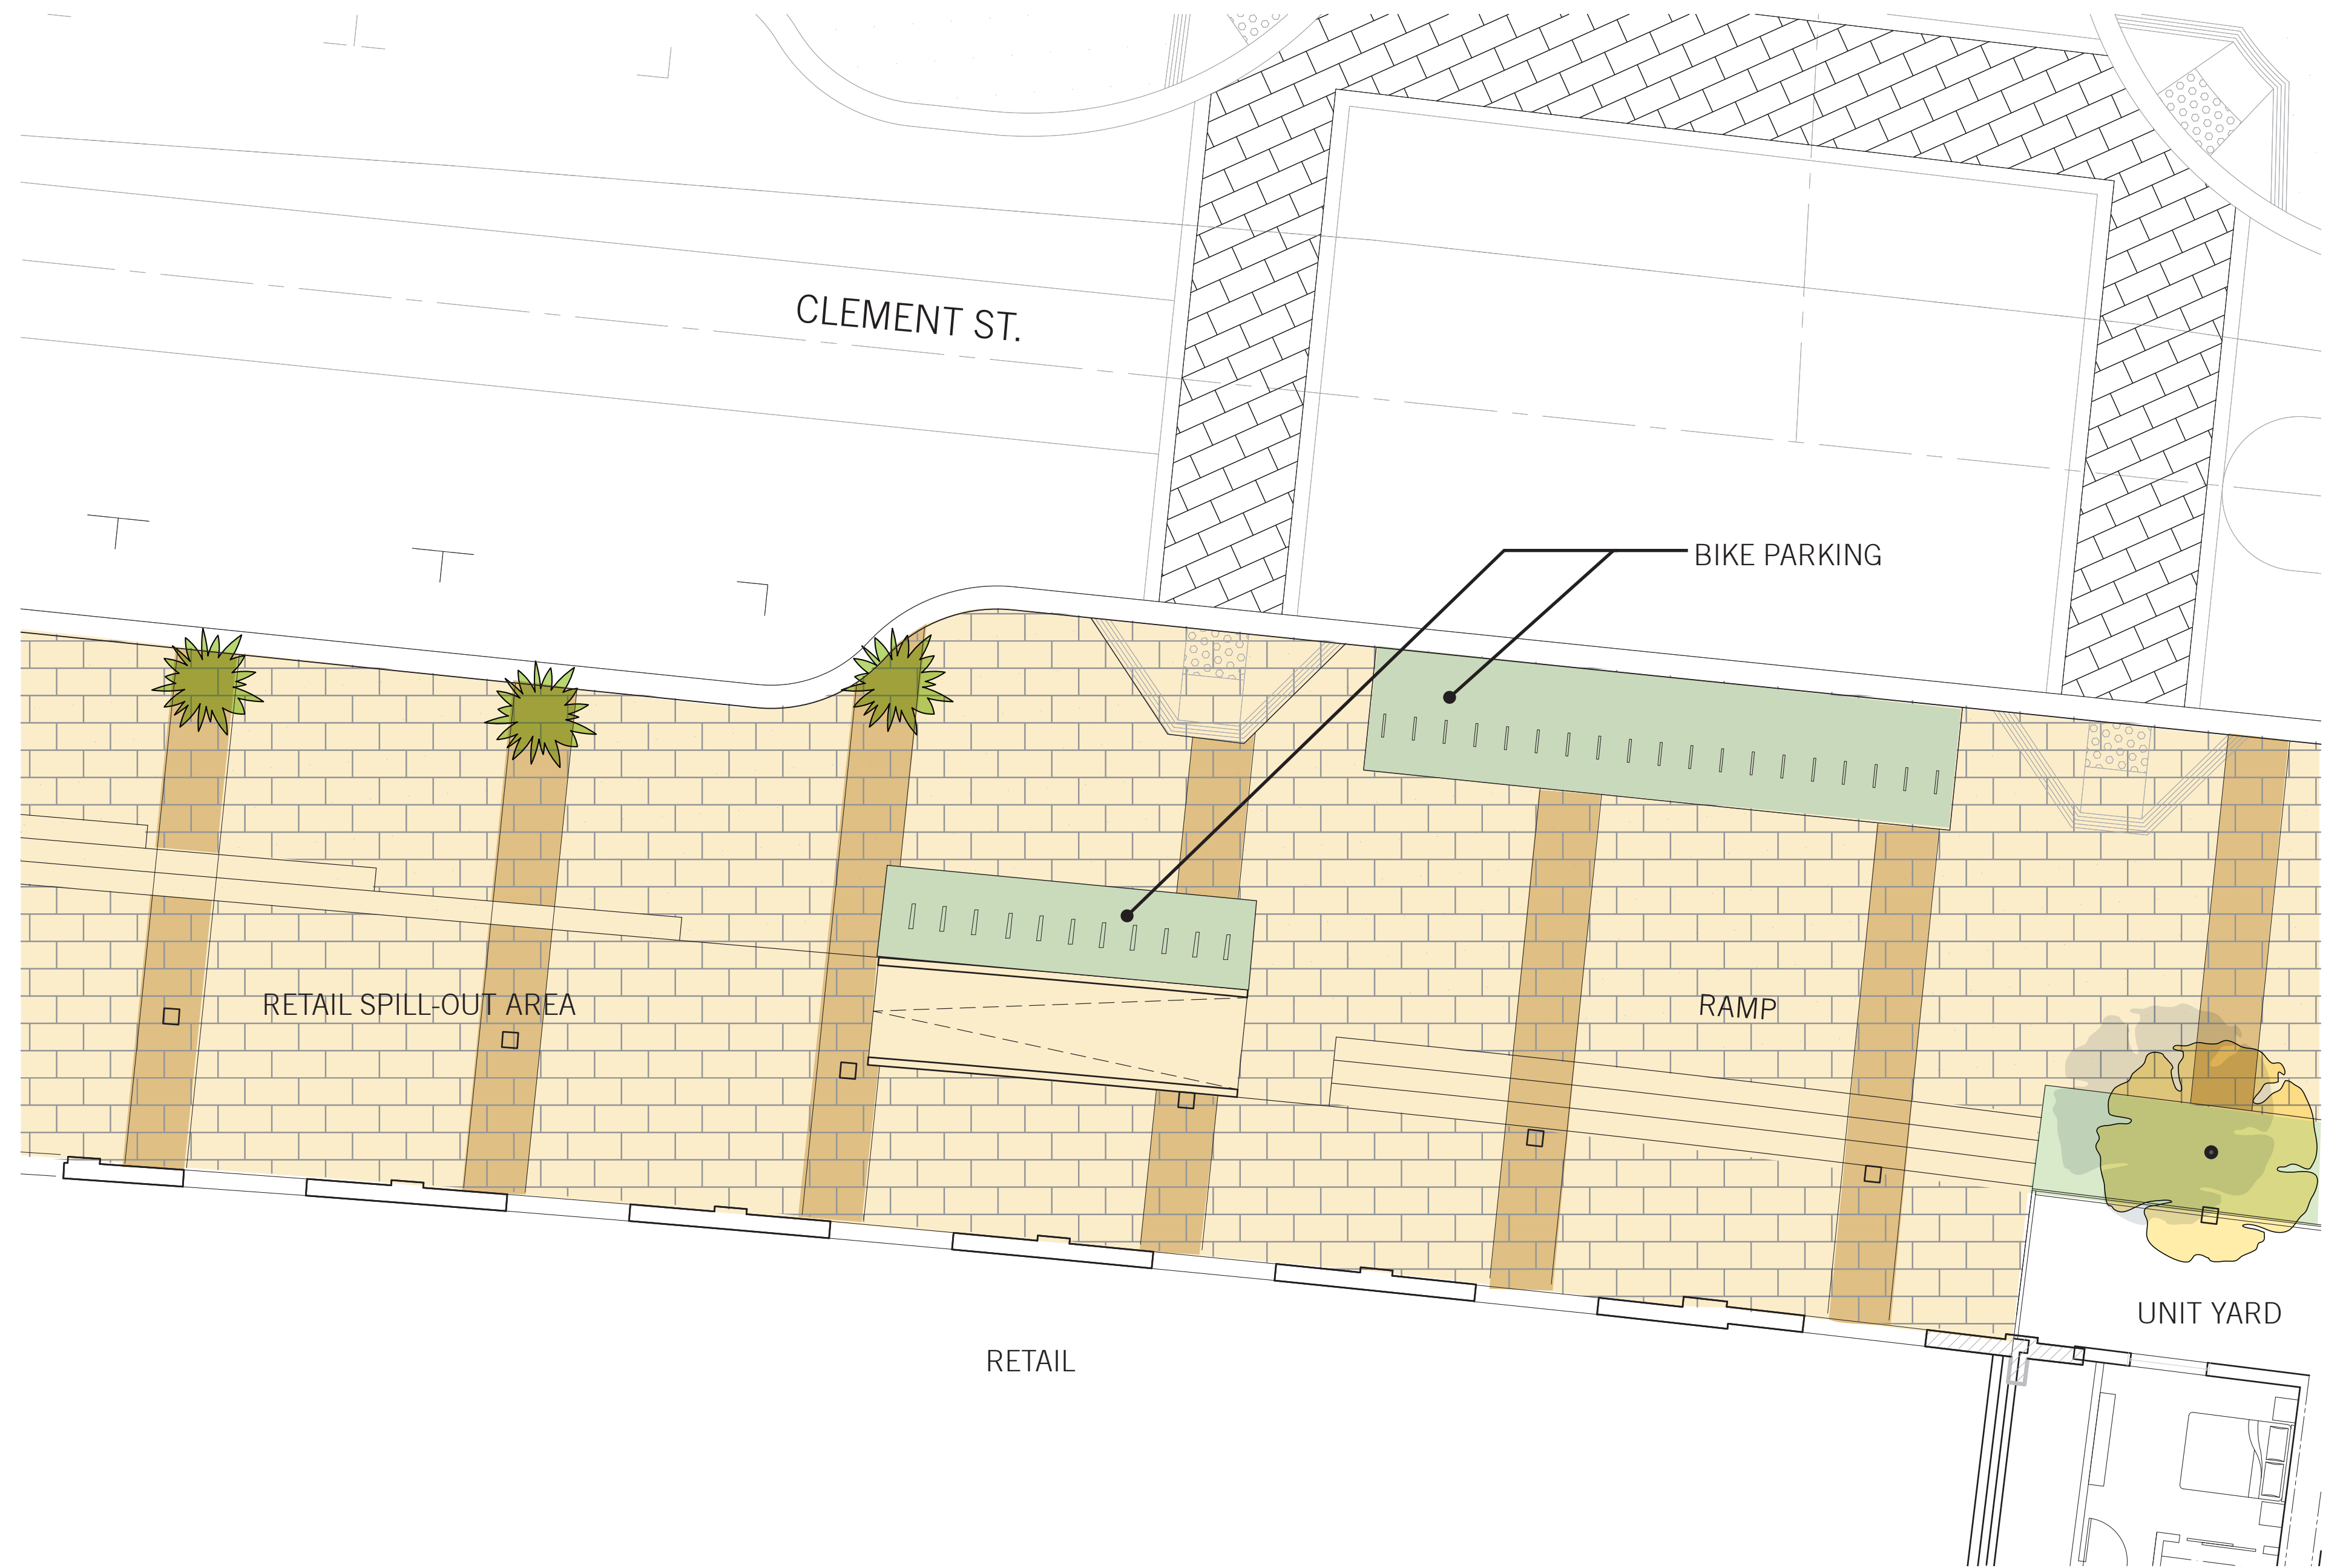 CLEMENT ST.
BIKE PARKING
RETAIL SPILL-OUT AREA
RAMP
UNIT YARD
RETAIL